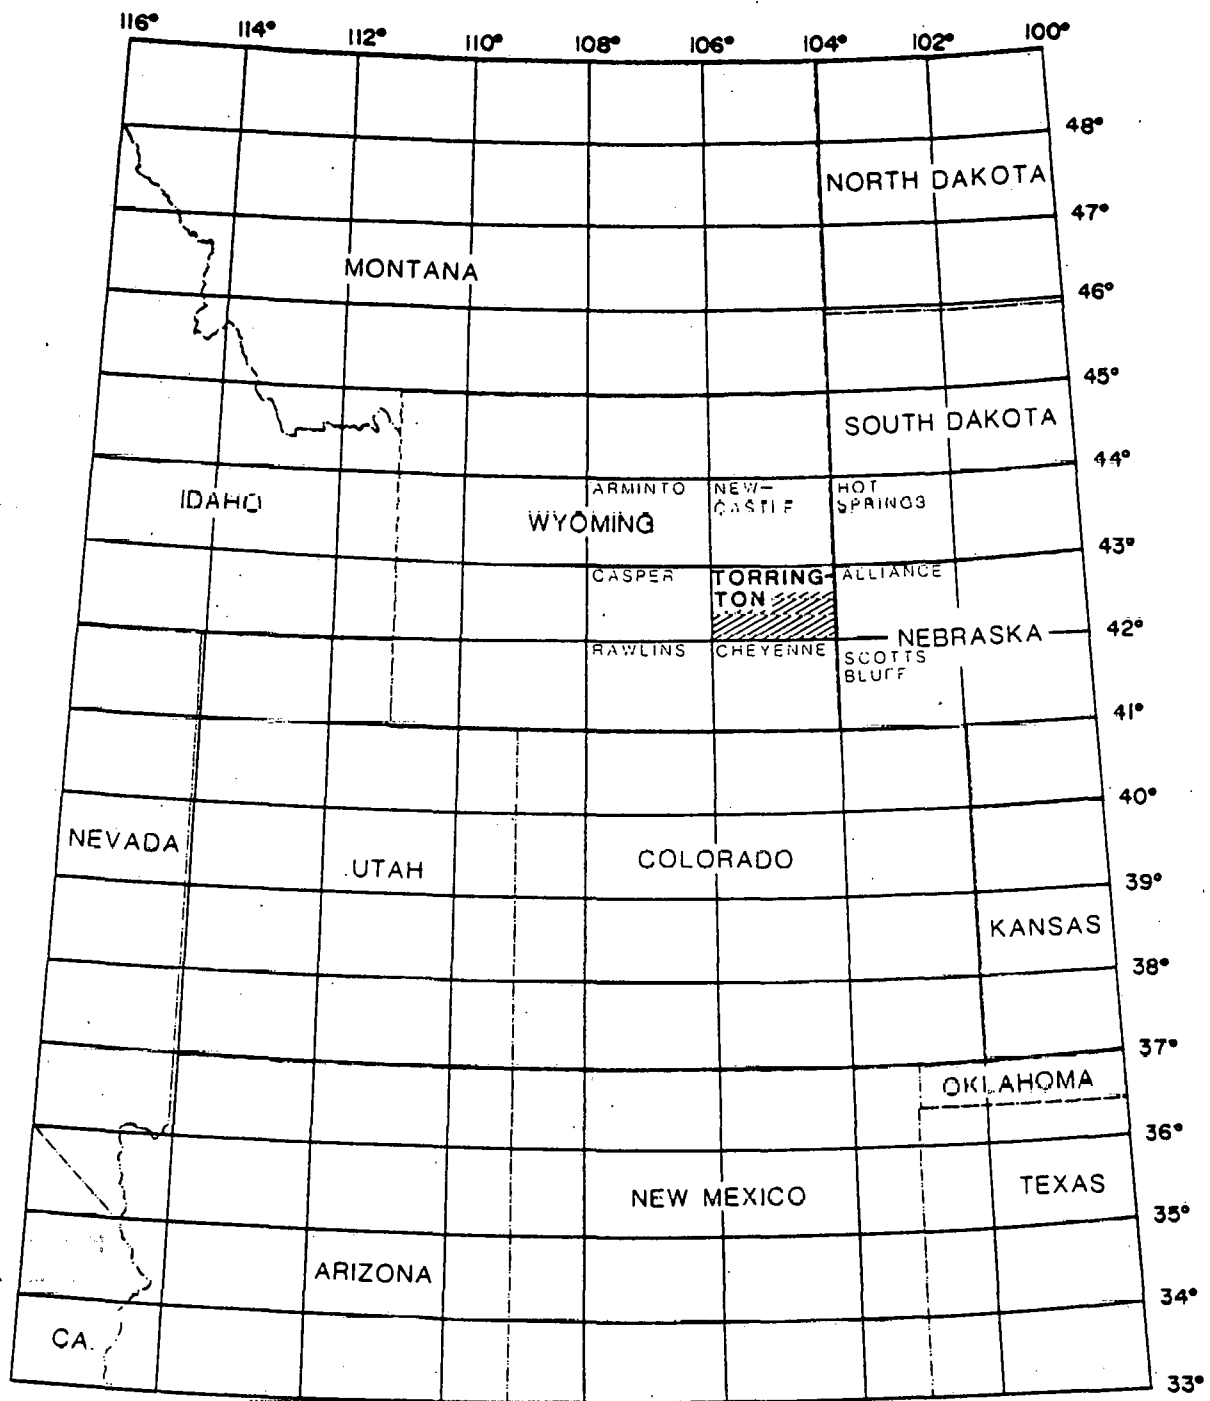 116° 114° 112° 110° 108° 106° 104° 102° 100°
48°
NORTH DAKOTA
47°
MONTANA
46°
45°
SOUTH DAKOTA
44°
IDAHO
ARMINTO
NEW-
CASTLE
HOT
SPRINGS
WYOMING
43°
CASPER
TORRING-
TON
ALLIANCE
42°
NEBRASKA
RAWLINS
CHEYENNE
SCOTTS
BLUFF
41°
40°
NEVADA
UTAH
COLORADO
39°
KANSAS
38°
37°
OKLAHOMA
36°
NEW MEXICO
TEXAS
35°
ARIZONA
34°
CA.
33°